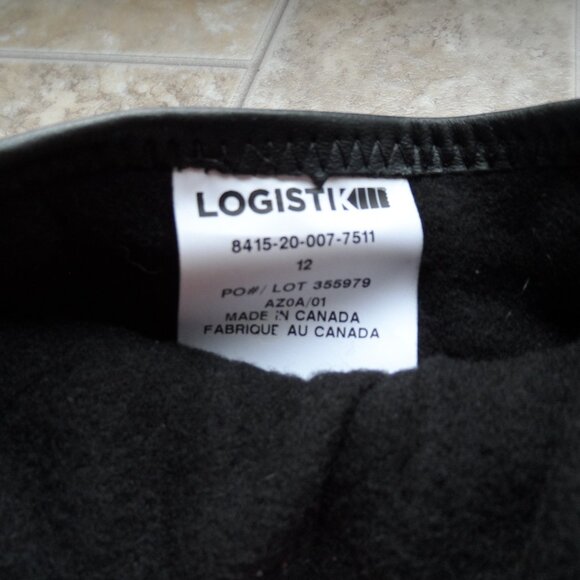 LOGISTIK
8415-20-007-7511
12
PO#/ LOT 355979
AZ0A/01
MADE IN CANADA
FABRIQUE AU CANADA